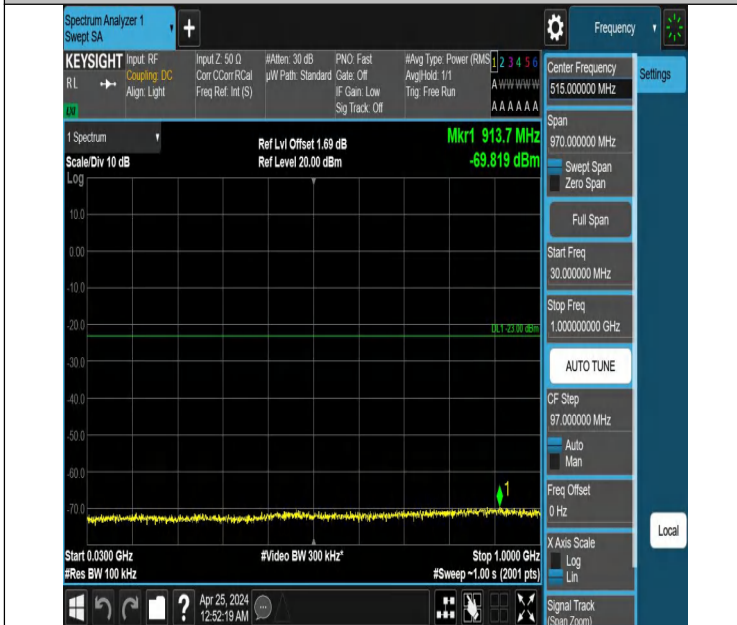 Spectrum Analyzer 1
Swept SA
+
Frequency
KEYSIGHT
RL
Input: RF
Coupling: DC
Align: Light
Input Z: 50 Ω
Corr CCorr RCal
Freq Ref: Int (S)
#Atten: 30 dB
µW Path: Standard
PNO: Fast
Gate: Off
IF Gain: Low
Sig Track: Off
#Avg Type: Power (RMS
Avg|Hold: 1/1
Trig: Free Run
1 2 3 4 5 6
A W W W W W
A A A A A A
1 Spectrum
Scale/Div 10 dB
Ref Lvl Offset 1.69 dB
Ref Level 20.00 dBm
Mkr1 913.7 MHz
-69.819 dBm
Log
10.0
0.00
-10.0
-20.0
-30.0
-40.0
-50.0
-60.0
-70.0
DL1 -23.00 dBm
1
Start 0.0300 GHz
#Res BW 100 kHz
#Video BW 300 kHz*
Stop 1.0000 GHz
#Sweep ~1.00 s (2001 pts)
?
Apr 25, 2024
12:52:19 AM
Center Frequency
515.000000 MHz
Settings
Span
970.000000 MHz
Swept Span
Zero Span
Full Span
Start Freq
30.000000 MHz
Stop Freq
1.000000000 GHz
AUTO TUNE
CF Step
97.000000 MHz
Auto
Man
Freq Offset
0 Hz
X Axis Scale
Log
Lin
Local
Signal Track
(Span Zoom)